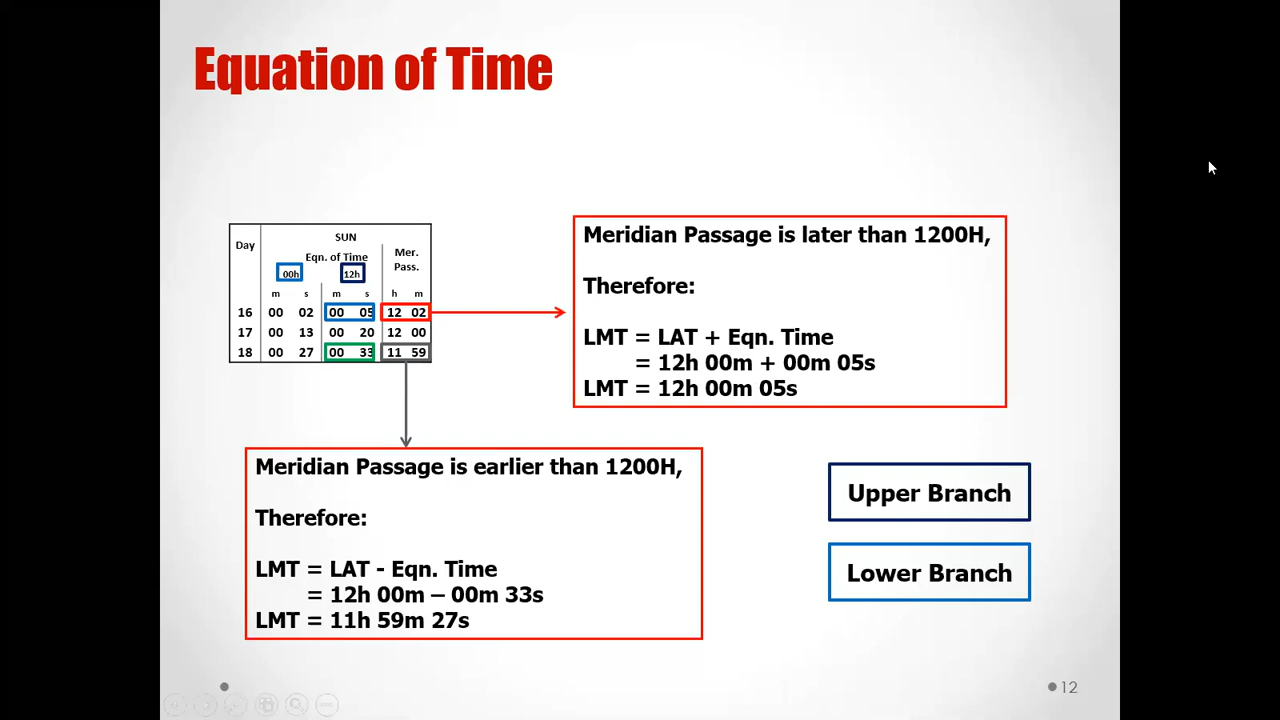 Equation of Time
SUN
Day
Eqn. of Time
Mer.
Pass.
00h 12h
m s m s h m
16 00 02 00 05 12 02
17 00 13 00 20 12 00
18 00 27 00 33 11 59
Meridian Passage is later than 1200H,
Therefore:
LMT = LAT + Eqn. Time
= 12h 00m + 00m 05s
LMT = 12h 00m 05s
Meridian Passage is earlier than 1200H,
Therefore:
LMT = LAT - Eqn. Time
= 12h 00m – 00m 33s
LMT = 11h 59m 27s
Upper Branch
Lower Branch
12